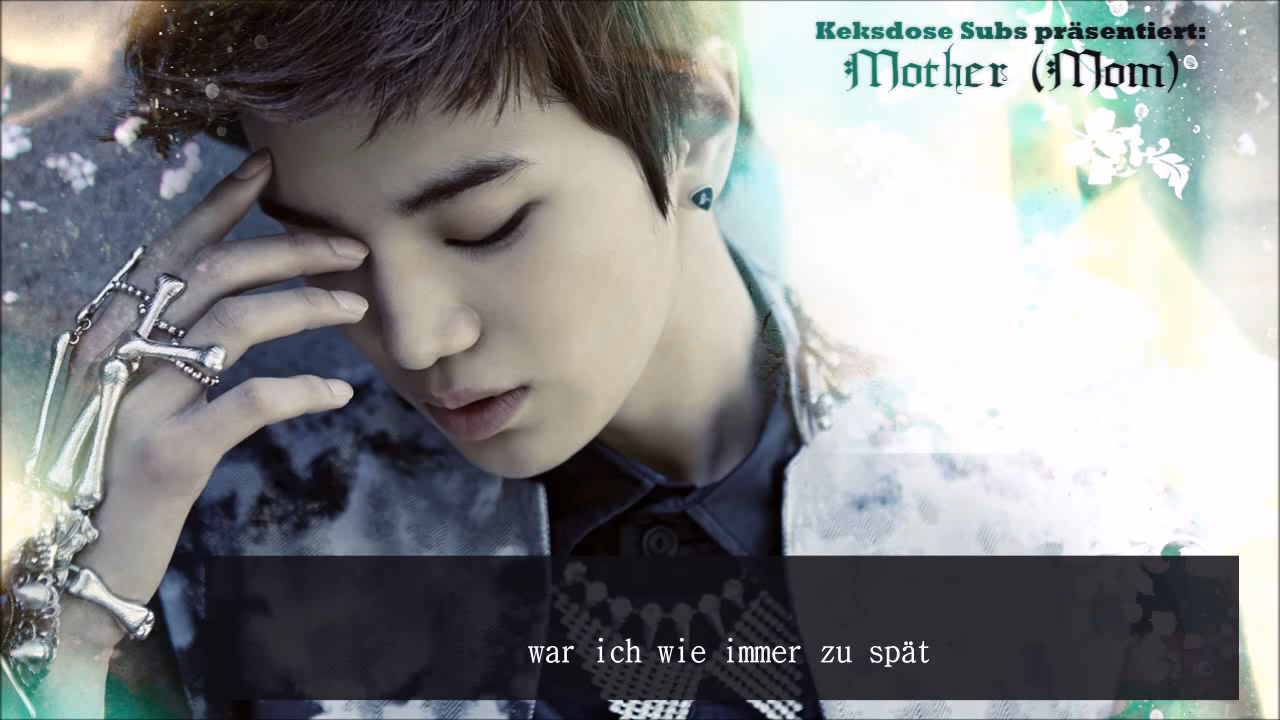 Keksdose Subs präsentiert:
Mother (Mom)
war ich wie immer zu spät